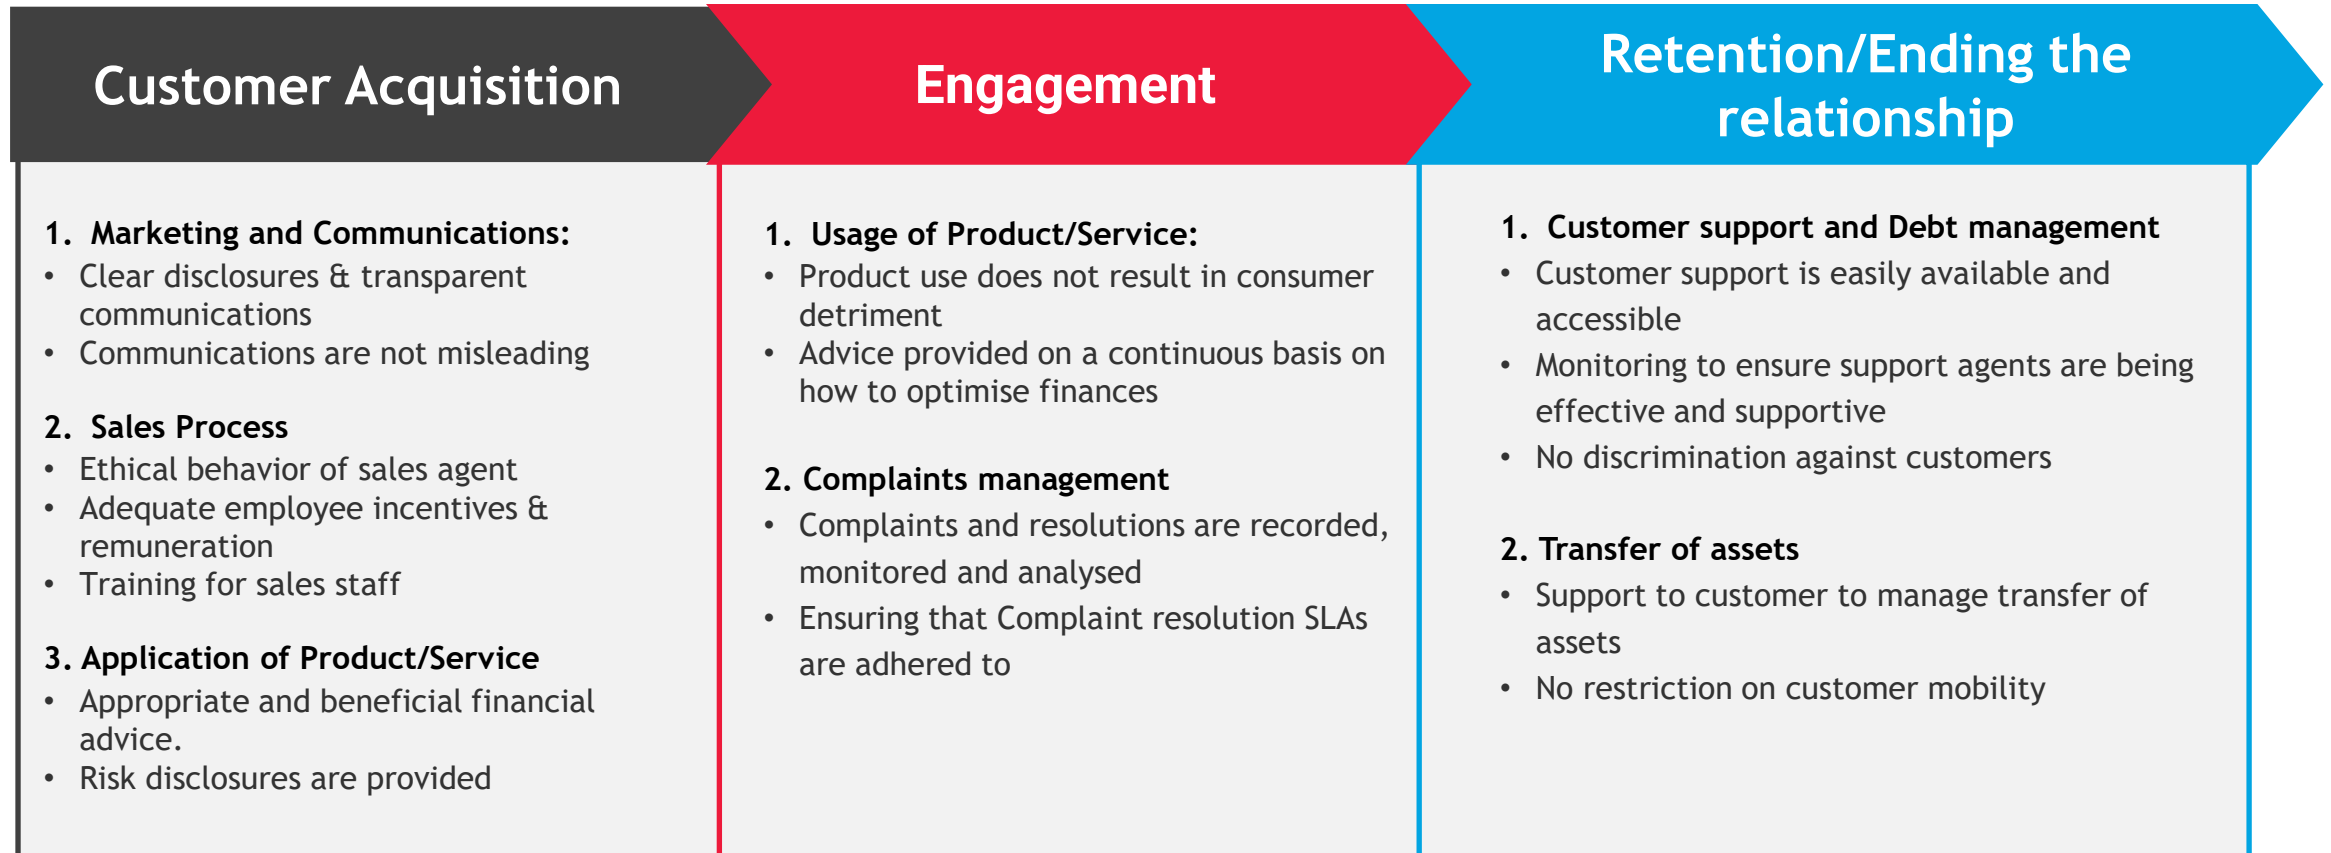 Customer Acquisition
1. Marketing and Communications:
• Clear disclosures & transparent
communications
• Communications are not misleading
2. Sales Process
• Ethical behavior of sales agent
• Adequate employee incentives &
remuneration
• Training for sales staff
3. Application of Product/Service
• Appropriate and beneficial financial
advice.
• Risk disclosures are provided
Engagement
1. Usage of Product/Service:
• Product use does not result in consumer
detriment
• Advice provided on a continuous basis on
how to optimise finances
2. Complaints management
• Complaints and resolutions are recorded,
monitored and analysed
• Ensuring that Complaint resolution SLAs
are adhered to
Retention/Ending the
relationship
1. Customer support and Debt management
• Customer support is easily available and
accessible
• Monitoring to ensure support agents are being
effective and supportive
• No discrimination against customers
2. Transfer of assets
• Support to customer to manage transfer of
assets
• No restriction on customer mobility